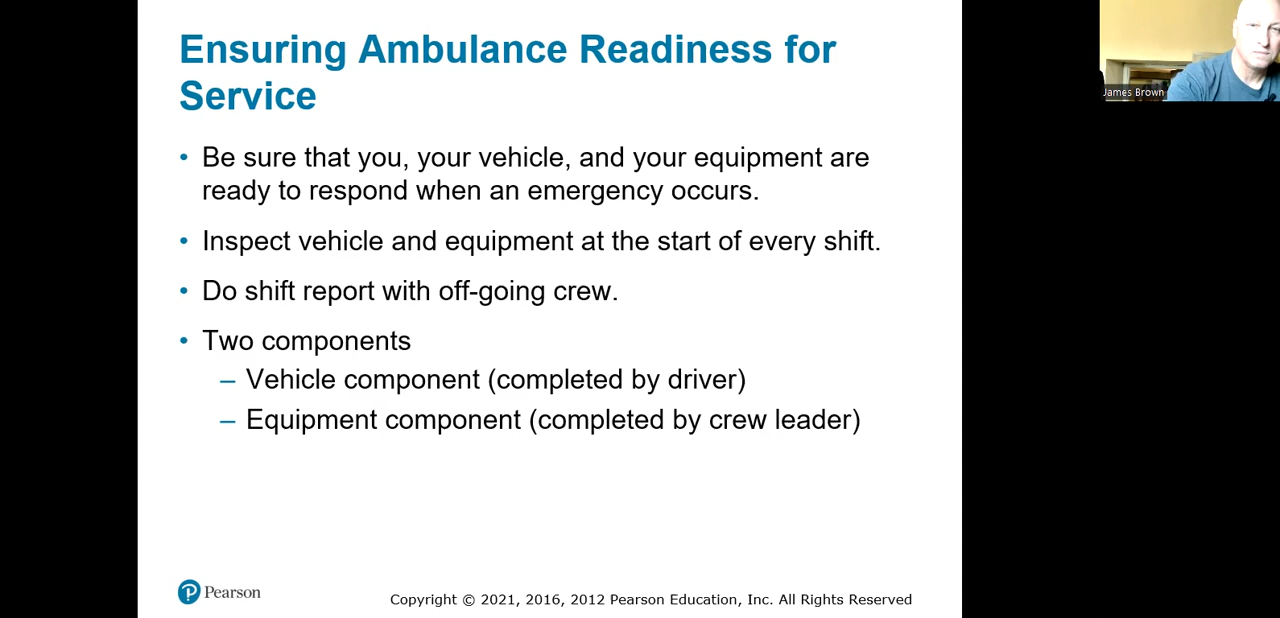 Ensuring Ambulance Readiness for
Service
James Brown
• Be sure that you, your vehicle, and your equipment are
ready to respond when an emergency occurs.
• Inspect vehicle and equipment at the start of every shift.
• Do shift report with off-going crew.
• Two components
– Vehicle component (completed by driver)
– Equipment component (completed by crew leader)
Pearson
Copyright © 2021, 2016, 2012 Pearson Education, Inc. All Rights Reserved